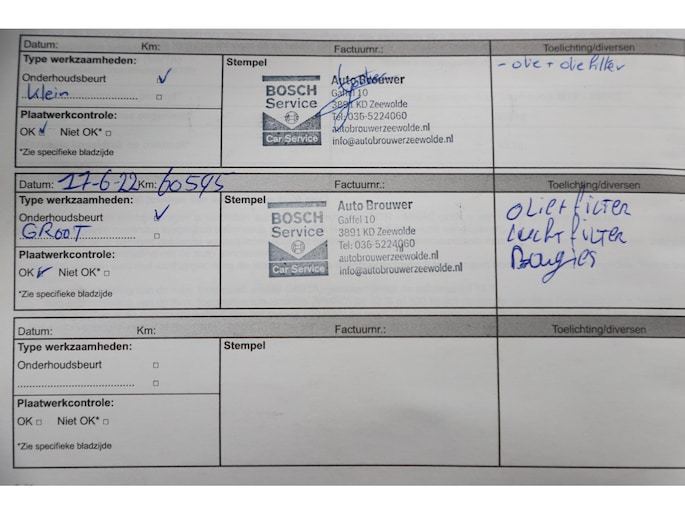 Datum: Km: Factuurnr.: Toelichting/diversen
Type werkzaamheden: Stempel - olie + oliefilter
Onderhoudsbeurt
Klein
BOSCH
Service
Car Service
Auto Brouwer
Gaffel 10
3891 KD Zeewolde
Tel: 036-5224060
autobrouwerzeewolde.nl
info@autobrouwerzeewolde.nl
Plaatwerkcontrole:
OK Niet OK*
*Zie specifieke bladzijde
Datum: 17-6-22 Km: 60545 Toelichting/diversen
Type werkzaamheden: Stempel
Onderhoudsbeurt
GROOT
BOSCH
Service
Car Service
Auto Brouwer
Gaffel 10
3891 KD Zeewolde
Tel: 036-5224060
autobrouwerzeewolde.nl
info@autobrouwerzeewolde.nl
OLIE+FILTER
LUCHTFILTER
Bougies
Plaatwerkcontrole:
OK Niet OK*
*Zie specifieke bladzijde
Datum: Km: Factuurnr.: Toelichting/diversen
Type werkzaamheden: Stempel
Onderhoudsbeurt
Plaatwerkcontrole:
OK Niet OK*
*Zie specifieke bladzijde